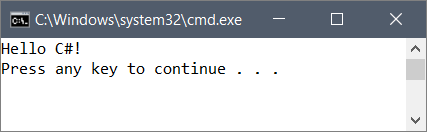 C:\Windows\system32\cmd.exe
Hello C#!
Press any key to continue . . .